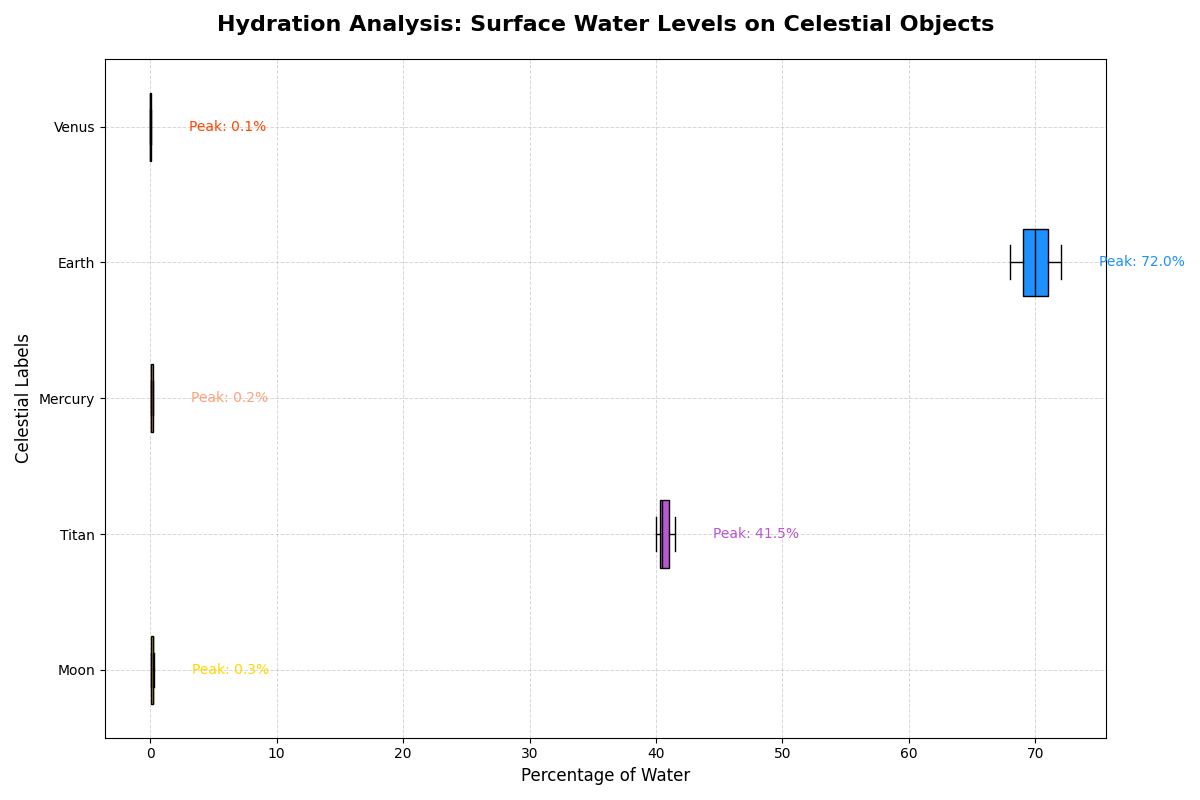 Hydration Analysis: Surface Water Levels on Celestial Objects
Celestial Labels
Venus
Peak: 0.1%
Earth
Peak: 72.0%
Mercury
Peak: 0.2%
Titan
Peak: 41.5%
Moon
Peak: 0.3%
0 10 20 30 40 50 60 70
Percentage of Water